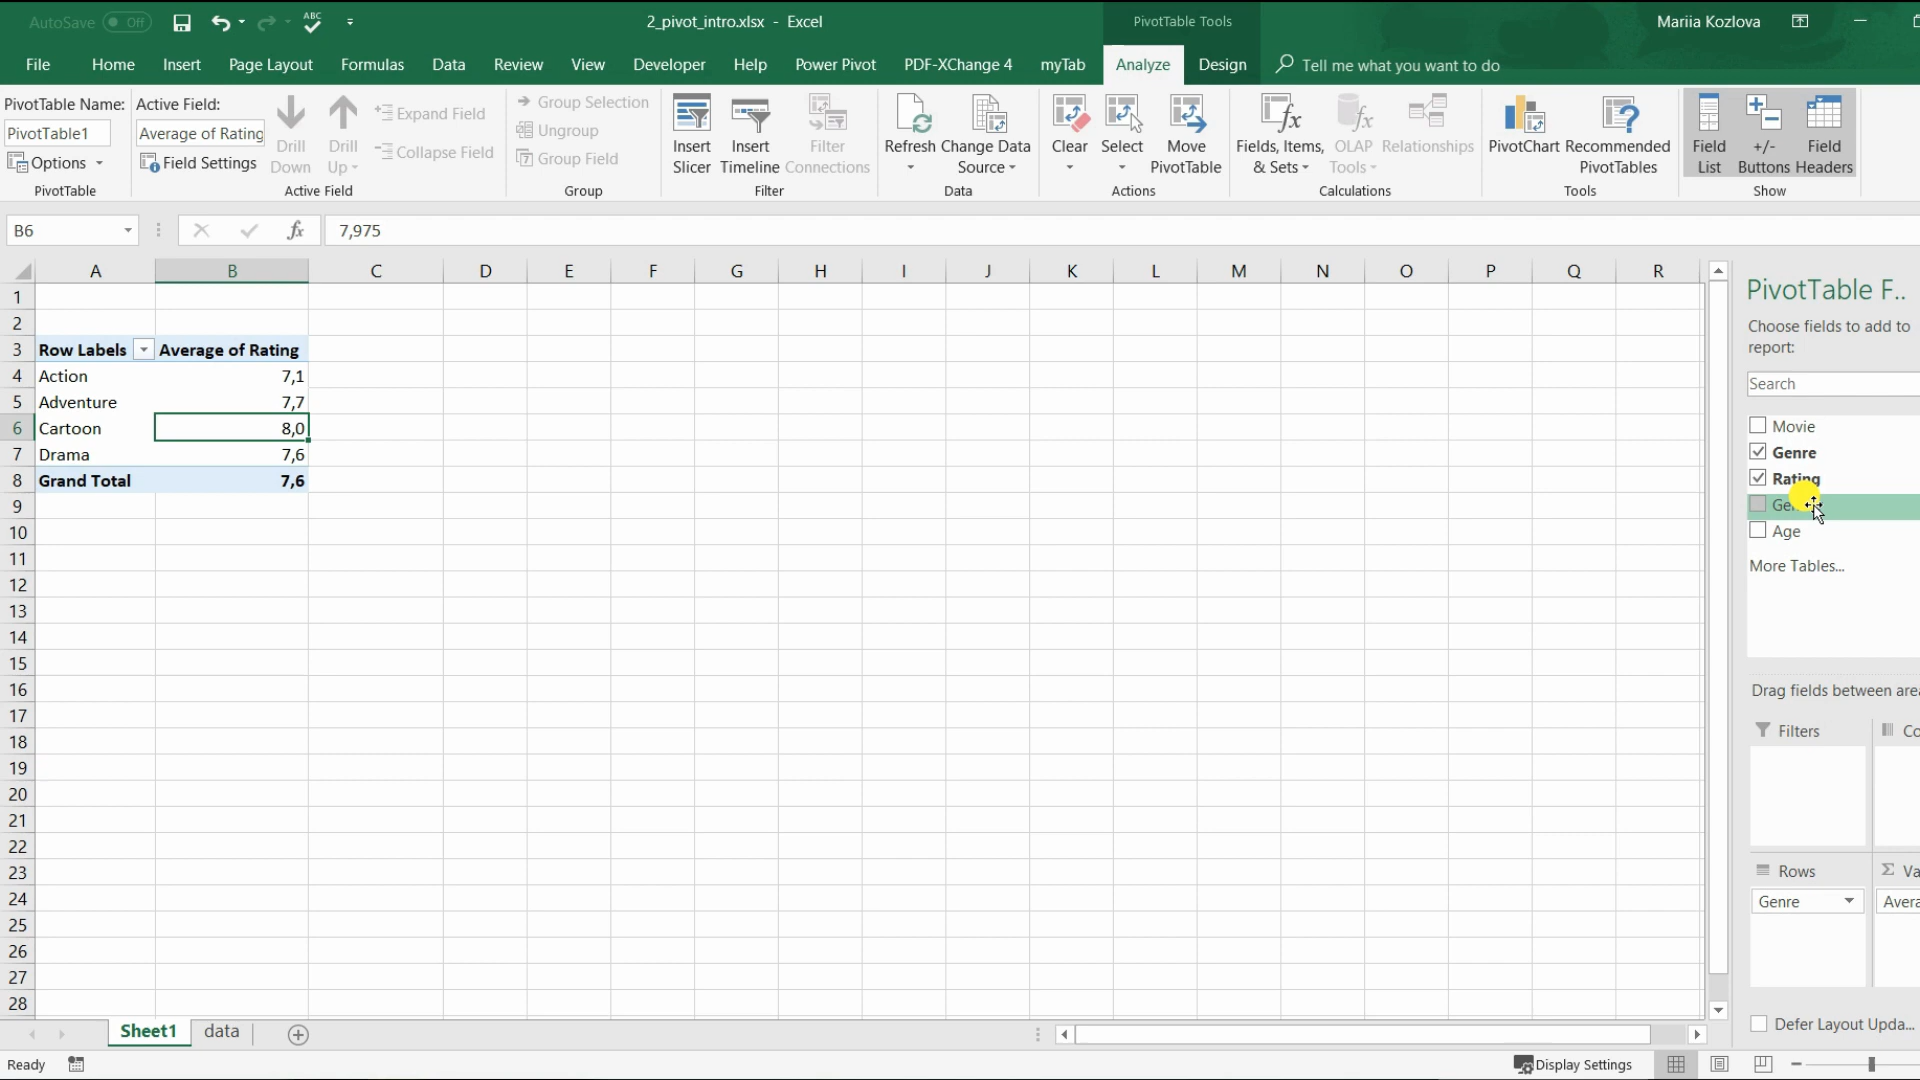 AutoSave Off ABC 2_pivot_intro.xlsx - Excel PivotTable Tools Mariia Kozlova
File Home Insert Page Layout Formulas Data Review View Developer Help Power Pivot PDF-XChange 4 myTab Analyze Design Tell me what you want to do
PivotTable Name: Active Field:
PivotTable1 Average of Rating
Options Field Settings
Drill Down
Drill Up
Expand Field
Collapse Field
Group Selection
Ungroup
Group Field
Insert Slicer
Insert Timeline
Filter Connections
Refresh
Change Data Source
Clear
Select
Move PivotTable
Fields, Items, & Sets
OLAP Tools
Relationships
PivotChart
Recommended PivotTables
Field List
+/- Buttons
Field Headers
PivotTable Active Field Group Filter Data Actions Calculations Tools Show
B6 fx 7,975
A B C D E F G H I J K L M N O P Q R
1
2
3 Row Labels Average of Rating
4 Action 7,1
5 Adventure 7,7
6 Cartoon 8,0
7 Drama 7,6
8 Grand Total 7,6
9
10
11
12
13
14
15
16
17
18
19
20
21
22
23
24
25
26
27
28
PivotTable F..
Choose fields to add to
report:
Search
Movie
Genre
Rating
Age
More Tables...
Drag fields between
Filters
Rows Σ
Genre
Defer Layout Upda...
Sheet1 data
Ready Display Settings